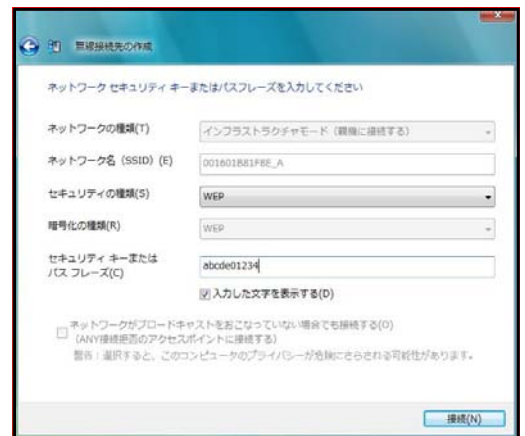 無線接続先の作成
ネットワーク セキュリティ キーまたはパスフレーズを入力してください
ネットワークの種類(T)
インフラストラクチャモード（親機に接続する）
ネットワーク名（SSID）(E)
001601B81FBE_A
セキュリティの種類(S)
WEP
暗号化の種類(R)
WEP
セキュリティ キーまたは
パス フレーズ(C)
abcde01234
入力した文字を表示する(D)
ネットワークがブロードキャストをおこなっていない場合でも接続する(O)
（ANY接続拒否のアクセスポイントに接続する）
警告：選択すると、このコンピュータのプライバシーが危険にさらされる可能性があります。
接続(N)